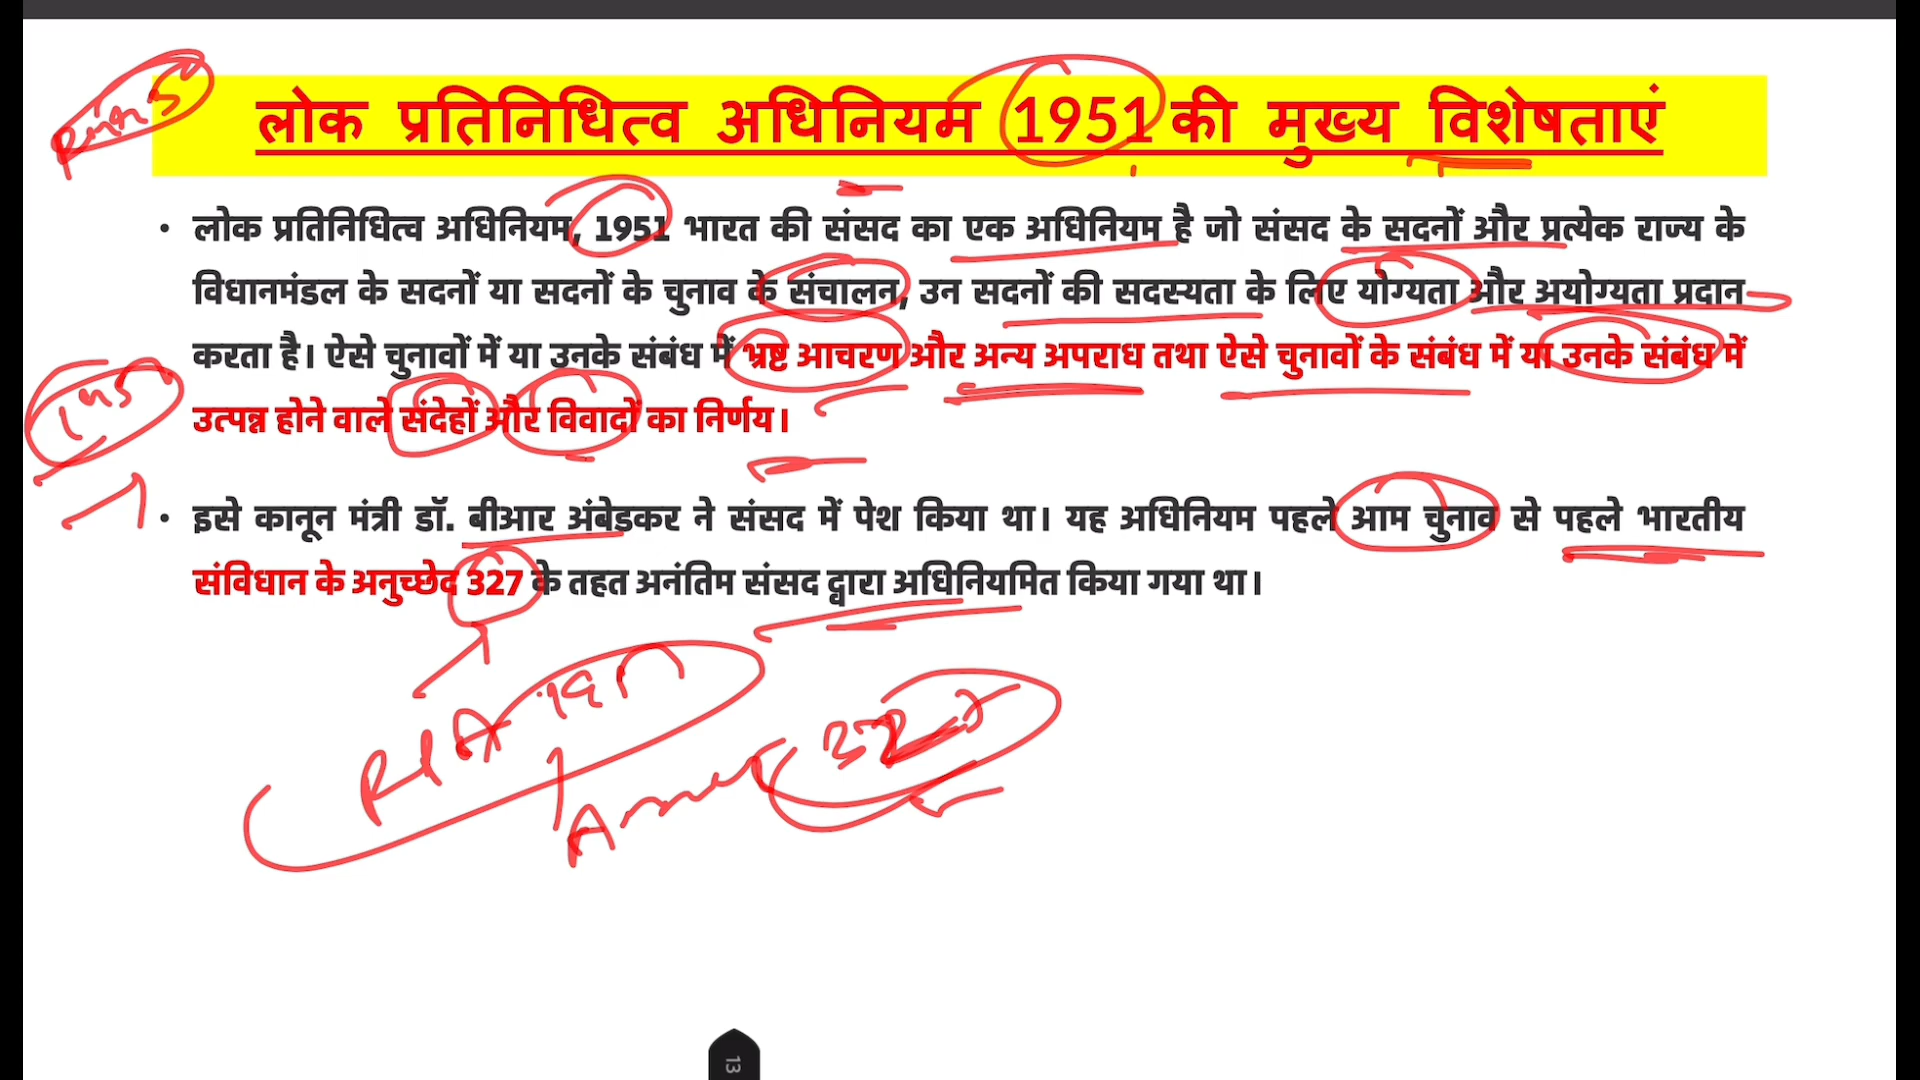 लोक प्रतिनिधित्व अधिनियम 1951 की मुख्य विशेषताएं
• लोक प्रतिनिधित्व अधिनियम, 1951 भारत की संसद का एक अधिनियम है जो संसद के सदनों और प्रत्येक राज्य के
विधानमंडल के सदनों या सदनों के चुनाव के संचालन, उन सदनों की सदस्यता के लिए योग्यता और अयोग्यता प्रदान
करता है। ऐसे चुनावों में या उनके संबंध में भ्रष्ट आचरण और अन्य अपराध तथा ऐसे चुनावों के संबंध में या उनके संबंध में
उत्पन्न होने वाले संदेहों और विवादों का निर्णय।
• इसे कानून मंत्री डॉ. बीआर अंबेडकर ने संसद में पेश किया था। यह अधिनियम पहले आम चुनाव से पहले भारतीय
संविधान के अनुच्छेद 327 के तहत अनंतिम संसद द्वारा अधिनियमित किया गया था।
13